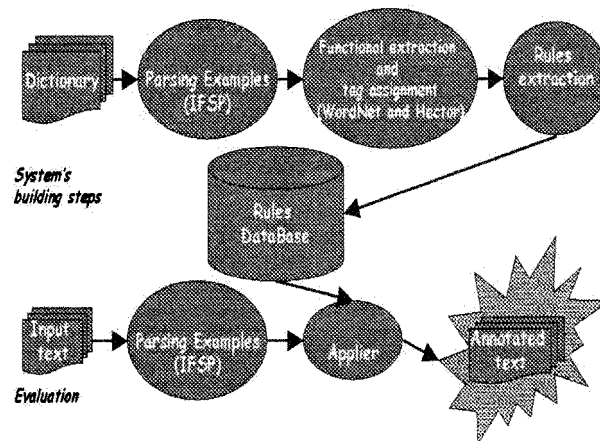 Dictionary
Parsing Examples
(IFSP)
Functional extraction
and
tag assignment
(WordNet and Hector)
Rules
extraction
System's
building steps
Rules
DataBase
Input
text
Parsing Examples
(IFSP)
Applier
Annotated
text
Evaluation